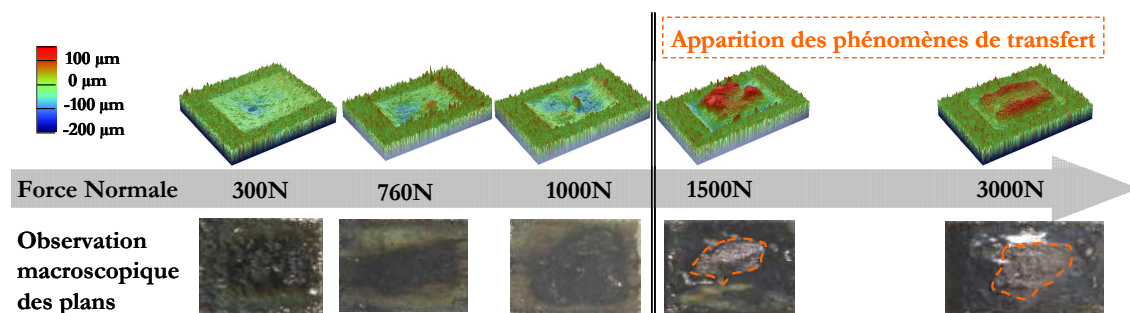 Apparition des phénomènes de transfert
100 µm
0 µm
-100 µm
-200 µm
Force Normale 300N 760N 1000N 1500N 3000N
Observation
macroscopique
des plans